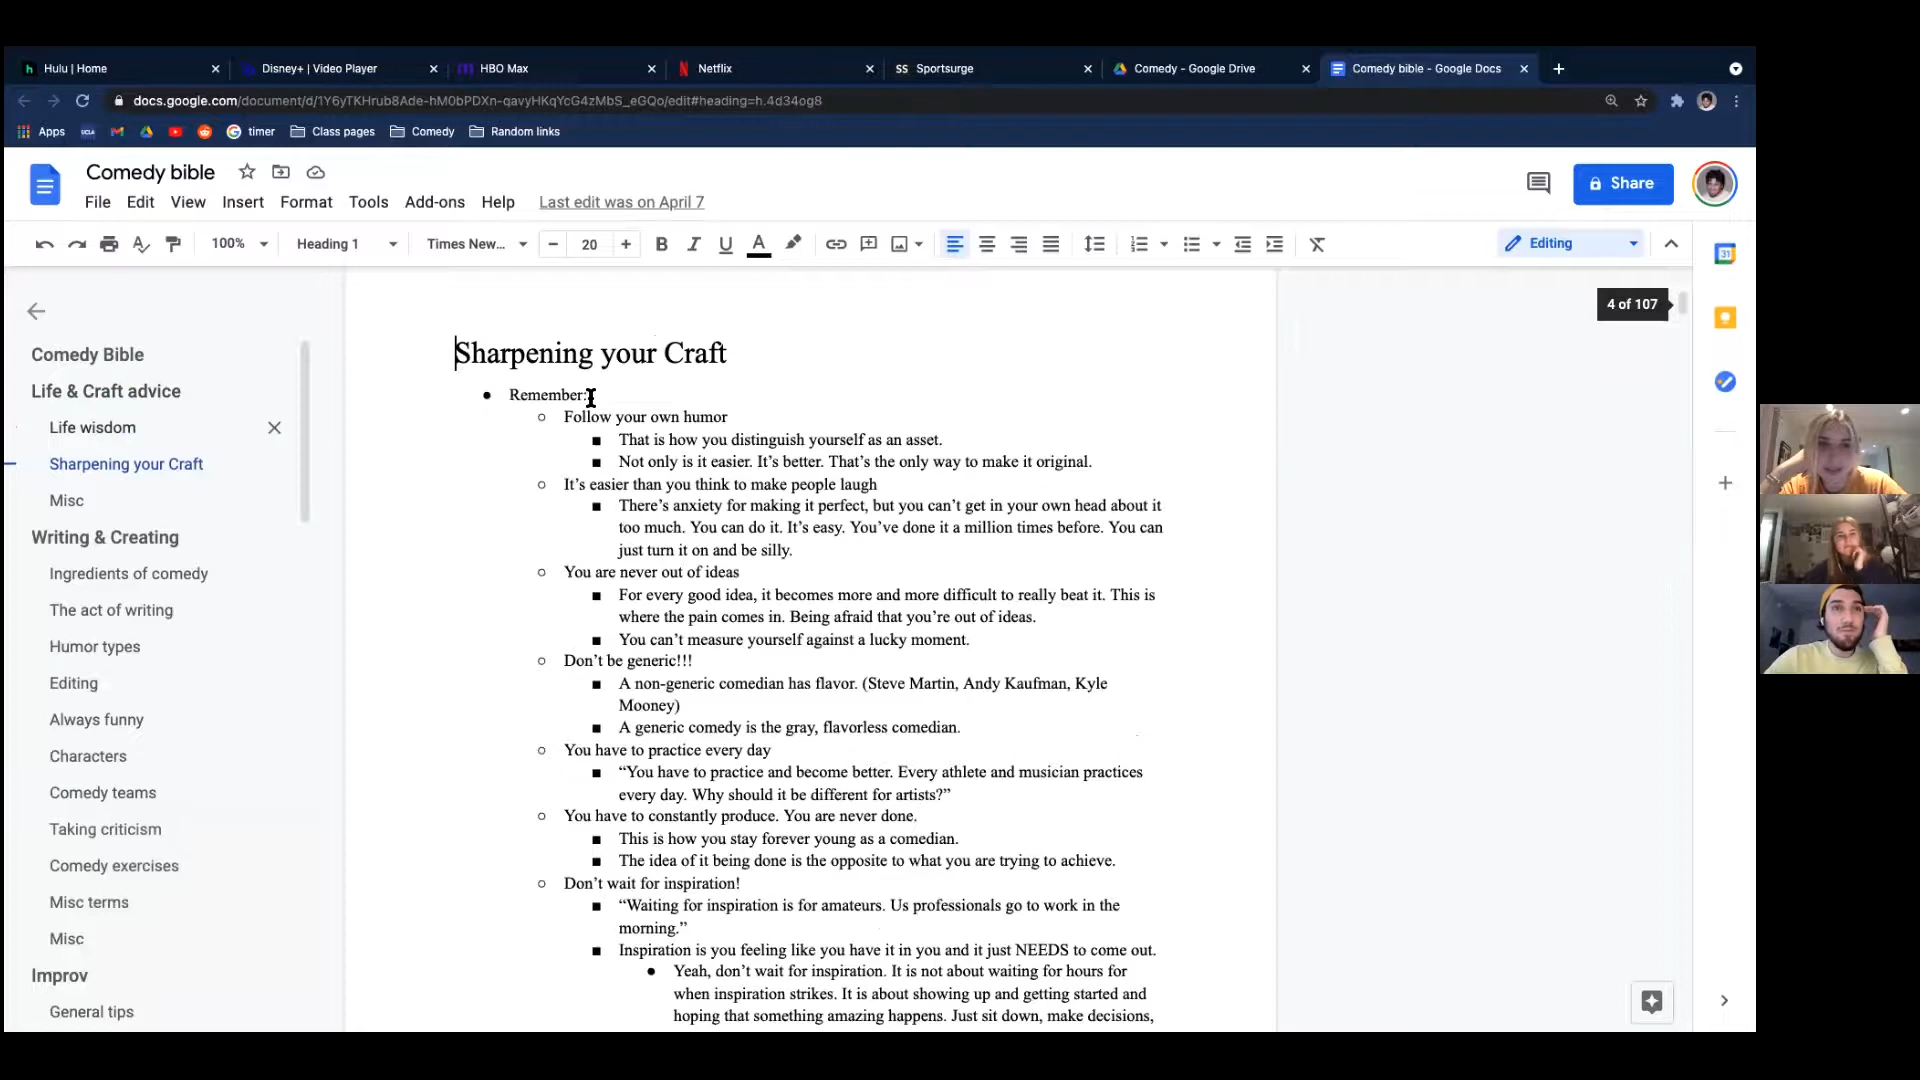 Hulu | Home
Disney+ | Video Player
HBO Max
Netflix
SS Sportsurge
Comedy - Google Drive
Comedy bible - Google Docs
docs.google.com/document/d/1Y6yTKHrub8Ade-hM0bPDXn-qavyHKqYcG4zMbS_eGQo/edit#heading=h.4d34og8
Apps
UCLA
timer
Class pages
Comedy
Random links
Comedy bible
Share
File Edit View Insert Format Tools Add-ons Help Last edit was on April 7
100% Heading 1 Times New... 20 B I U A Editing
31
4 of 107
Comedy Bible
Life & Craft advice
Life wisdom
Sharpening your Craft
Misc
Writing & Creating
Ingredients of comedy
The act of writing
Humor types
Editing
Always funny
Characters
Comedy teams
Taking criticism
Comedy exercises
Misc terms
Misc
Improv
General tips
Sharpening your Craft
Remember:
Follow your own humor
That is how you distinguish yourself as an asset.
Not only is it easier. It’s better. That’s the only way to make it original.
It’s easier than you think to make people laugh
There’s anxiety for making it perfect, but you can’t get in your own head about it
too much. You can do it. It’s easy. You’ve done it a million times before. You can
just turn it on and be silly.
You are never out of ideas
For every good idea, it becomes more and more difficult to really beat it. This is
where the pain comes in. Being afraid that you’re out of ideas.
You can’t measure yourself against a lucky moment.
Don’t be generic!!!
A non-generic comedian has flavor. (Steve Martin, Andy Kaufman, Kyle
Mooney)
A generic comedy is the gray, flavorless comedian.
You have to practice every day
“You have to practice and become better. Every athlete and musician practices
every day. Why should it be different for artists?”
You have to constantly produce. You are never done.
This is how you stay forever young as a comedian.
The idea of it being done is the opposite to what you are trying to achieve.
Don’t wait for inspiration!
“Waiting for inspiration is for amateurs. Us professionals go to work in the
morning.”
Inspiration is you feeling like you have it in you and it just NEEDS to come out.
Yeah, don’t wait for inspiration. It is not about waiting for hours for
when inspiration strikes. It is about showing up and getting started and
hoping that something amazing happens. Just sit down, make decisions,